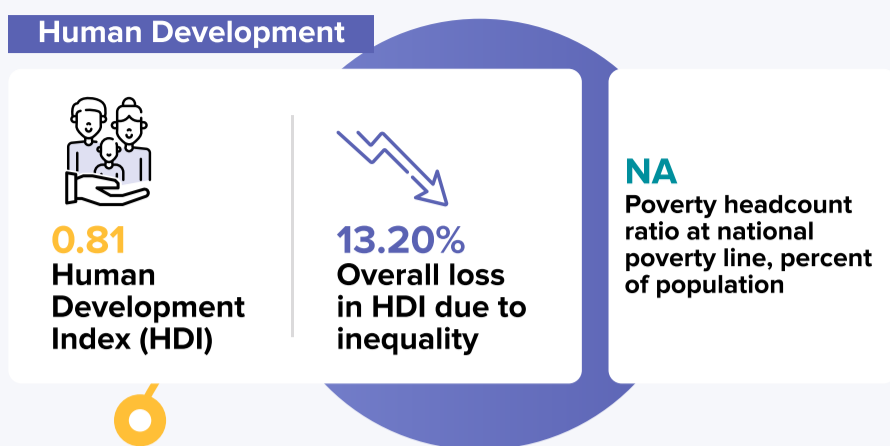 Human Development
0.81
Human
Development
Index (HDI)
13.20%
Overall loss
in HDI due to
inequality
NA
Poverty headcount
ratio at national
poverty line, percent
of population